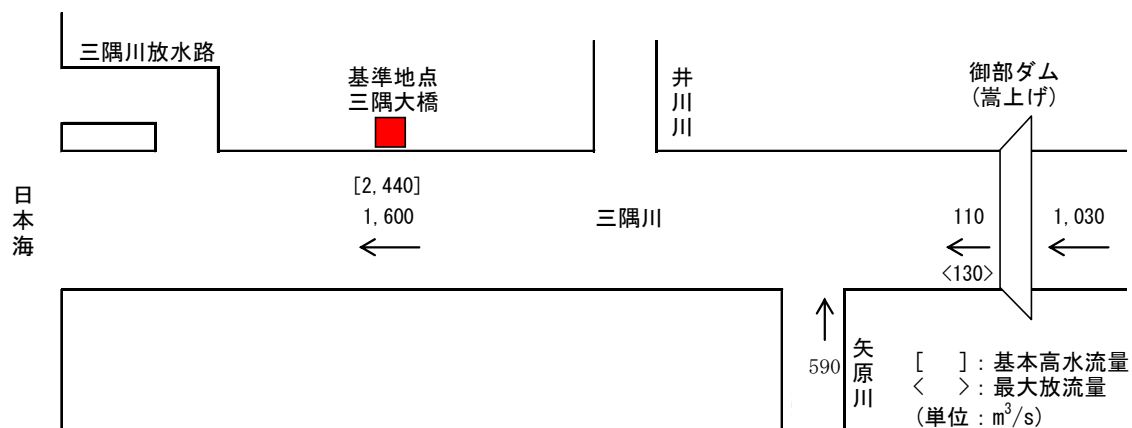 三隅川放水路
基準地点
三隅大橋
井川川
御部ダム
(嵩上げ)
日本海
[2,440]
1,600
三隅川
110
1,030
<130>
590
矢原川
[　]：基本高水流量
<　>：最大放流量
(単位：m³/s)